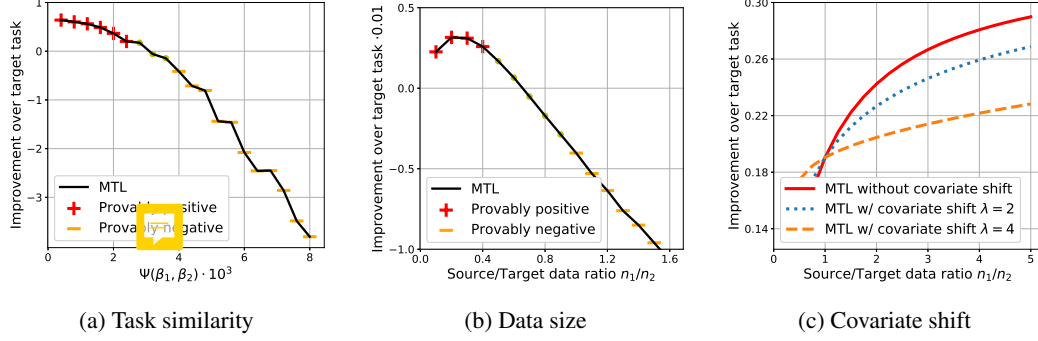 Improvement over target task
1
0
−1
−2
−3
0
2
4
6
8
Ψ(β₁, β₂) · 10³
MTL
Provably positive
Provably negative
(a) Task similarity
Improvement over target task ·0.01
0.5
0.0
−0.5
−1.0
0.0
0.4
0.8
1.2
1.6
Source/Target data ratio n₁/n₂
MTL
Provably positive
Provably negative
(b) Data size
Improvement over target task
0.30
0.26
0.22
0.18
0.14
0
1
2
3
4
5
Source/Target data ratio n₁/n₂
MTL without covariate shift
MTL w/ covariate shift λ = 2
MTL w/ covariate shift λ = 4
(c) Covariate shift